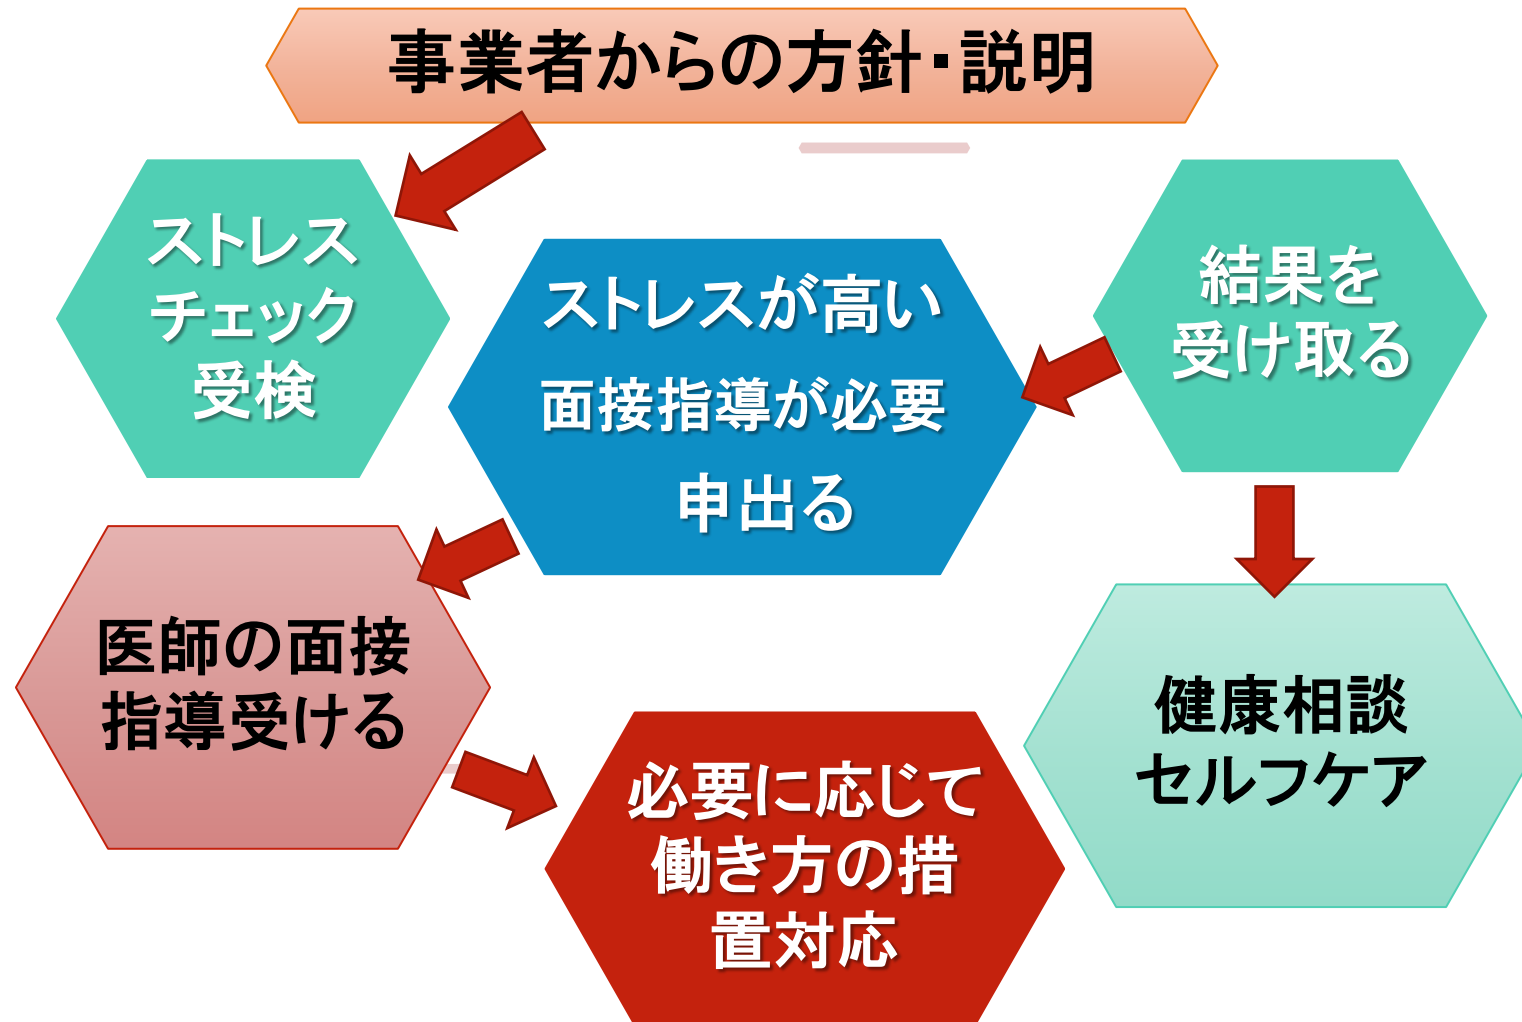 事業者からの方針・説明
ストレス
チェック
受検
ストレスが高い
面接指導が必要
申出る
結果を
受け取る
医師の面接
指導受ける
必要に応じて
働き方の措
置対応
健康相談
セルフケア